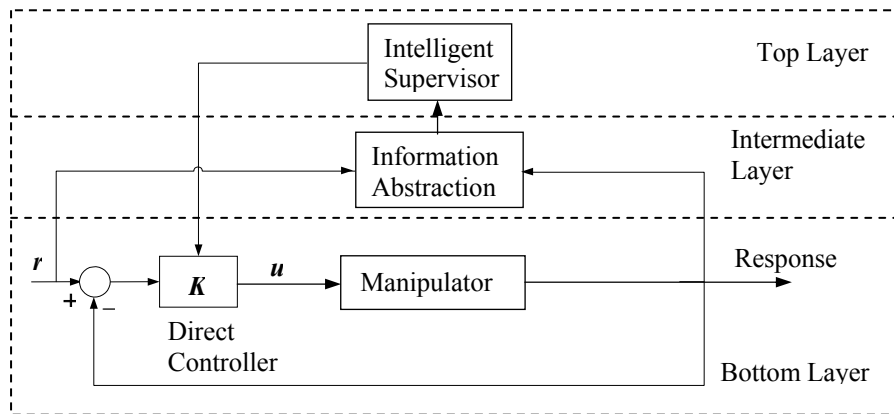 Intelligent
Supervisor
Top Layer
Information
Abstraction
Intermediate
Layer
r
+
−
K
u
Manipulator
Response
Direct
Controller
Bottom Layer